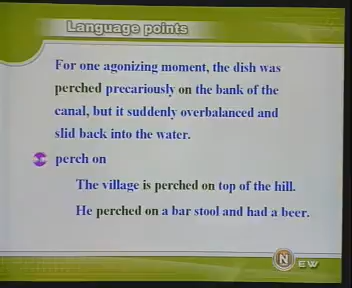 Language points
For one agonizing moment, the dish was
perched precariously on the bank of the
canal, but it suddenly overbalanced and
slid back into the water.
perch on
The village is perched on top of the hill.
He perched on a bar stool and had a beer.
N EW